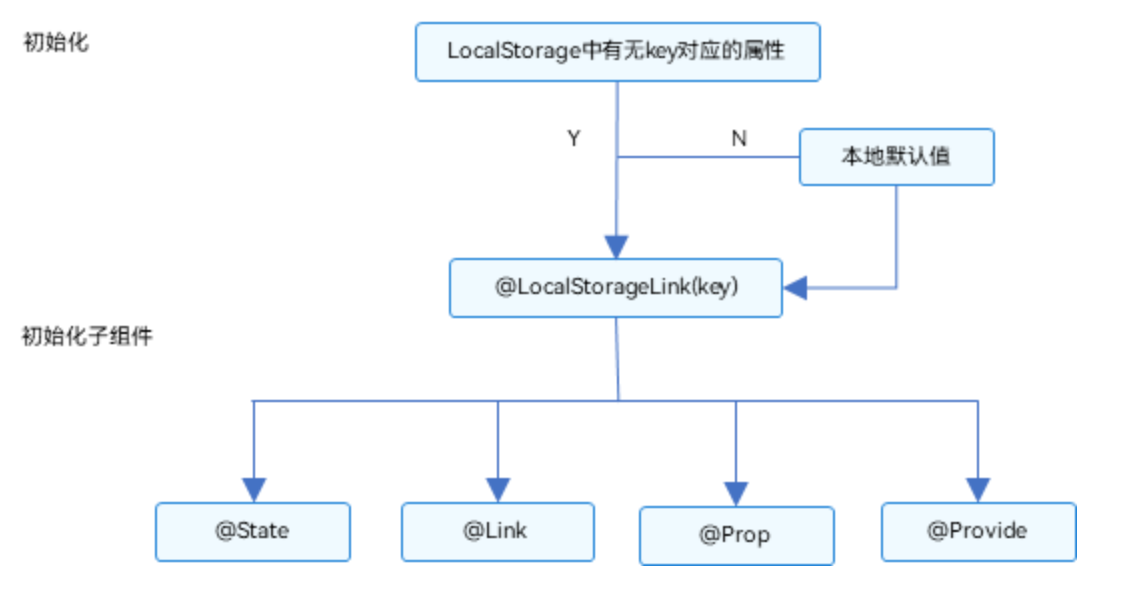 初始化
LocalStorage中有无key对应的属性
Y
N
本地默认值
@LocalStorageLink(key)
初始化子组件
@State
@Link
@Prop
@Provide